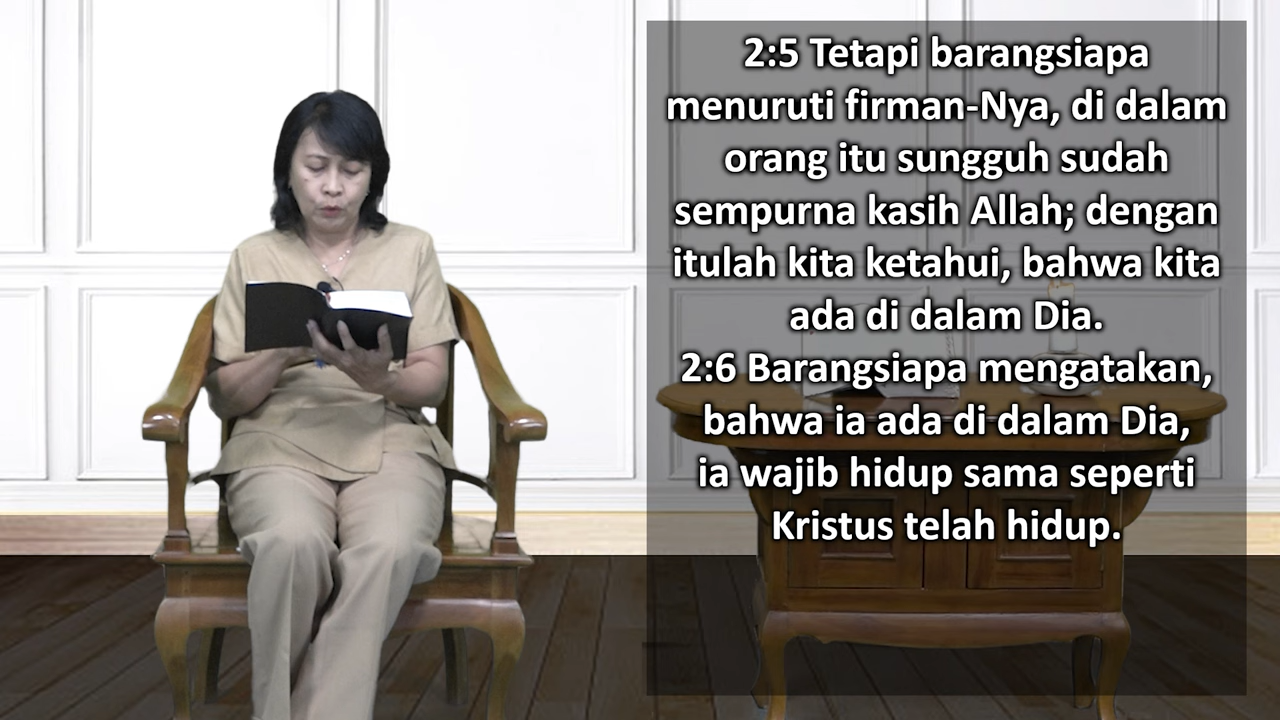 2:5 Tetapi barangsiapa
menuruti firman-Nya, di dalam
orang itu sungguh sudah
sempurna kasih Allah; dengan
itulah kita ketahui, bahwa kita
ada di dalam Dia.
2:6 Barangsiapa mengatakan,
bahwa ia ada di dalam Dia,
ia wajib hidup sama seperti
Kristus telah hidup.